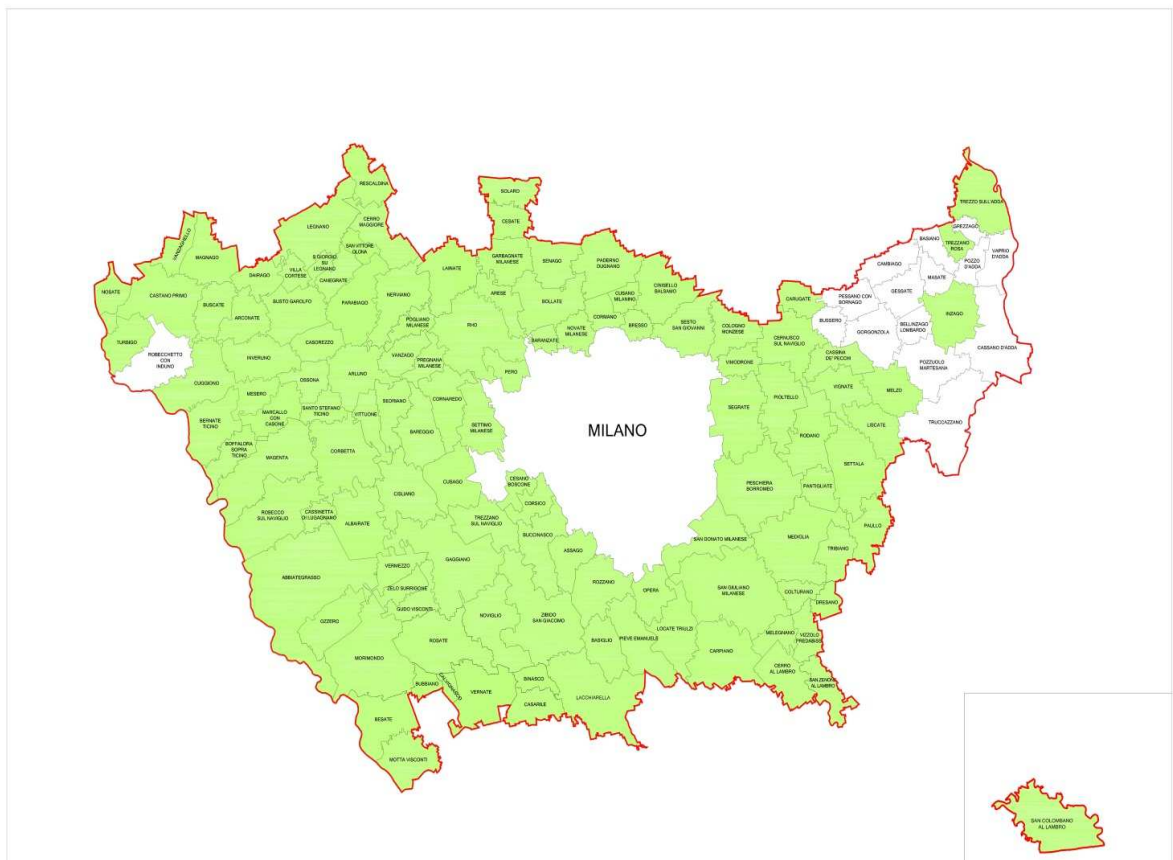 RESCALDINA
SOLARO
TREZZO SULL'ADDA
CESATE
CERRO
MAGGIORE
LEGNANO
GREZZAGO
VANZAGHELLO
MAGNAGO
SAN VITTORE
OLONA
BASIANO
TREZZANO
ROSA
VAPRIO
D'ADDA
GARBAGNATE
MILANESE
SENAGO
PADERNO
DUGNANO
S.GIORGIO
SU
LEGNANO
POZZO
D'ADDA
CAMBIAGO
LAINATE
DAIRAGO
VILLA
CORTESE
CANEGRATE
MASATE
CINISELLO
BALSAMO
NOSATE
CASTANO PRIMO
ARESE
CUSANO
MILANINO
GESSATE
NERVIANO
BUSCATE
BUSTO GAROLFO
PARABIAGO
BOLLATE
CARUGATE
PESSANO CON
BORNAGO
TURBIGO
ARCONATE
POGLIANO
MILANESE
RHO
CORMANO
BRESSO
SESTO
SAN GIOVANNI
COLOGNO
MONZESE
BUSSERO
INZAGO
BELLINZAGO
LOMBARDO
GORGONZOLA
NOVATE
MILANESE
BARANZATE
CERNUSCO
SUL NAVIGLIO
CASOREZZO
ROBECCHETTO
CON
INDUNO
INVERUNO
VANZAGO
PREGNANA
MILANESE
CASSANO D'ADDA
CASSINA
DE' PECCHI
VIMODRONE
POZZUOLO
MARTESANA
PERO
ARLUNO
OSSONA
CUGGIONO
VIGNATE
MELZO
MESERO
SEDRIANO
CORNAREDO
PIOLTELLO
SEGRATE
BERNATE
TICINO
MARCALLO
CON
CASONE
SANTO STEFANO
TICINO
VITTUONE
TRUCCAZZANO
SETTIMO
MILANESE
LISCATE
MILANO
BAREGGIO
RODANO
BOFFALORA
SOPRA
TICINO
MAGENTA
CORBETTA
SETTALA
CUSAGO
CESANO
BOSCONE
PESCHIERA
BORROMEO
PANTIGLIATE
CISLIANO
CORSICO
ROBECCO
SUL NAVIGLIO
CASSINETTA
DI LUGAGNANO
ALBAIRATE
TREZZANO
SUL NAVIGLIO
PAULLO
BUCCINASCO
MEDIGLIA
SAN DONATO MILANESE
TRIBIANO
ASSAGO
GAGGIANO
VERMEZZO
ABBIATEGRASSO
ROZZANO
OPERA
SAN GIULIANO
MILANESE
ZELO SURRIGONE
COLTURANO
DRESANO
GUDO VISCONTI
NOVIGLIO
ZIBIDO
SAN GIACOMO
OZZERO
LOCATE TRIULZI
MELEGNANO
VIZZOLO
PREDABISSI
ROSATE
BASIGLIO
PIEVE EMANUELE
CARPIANO
MORIMONDO
CERRO
AL LAMBRO
SAN ZENONE
AL LAMBRO
BINASCO
BUBBIANO
CALVIGNASCO
VERNATE
LACCHIARELLA
CASARILE
BESATE
MOTTA VISCONTI
SAN COLOMBANO
AL LAMBRO